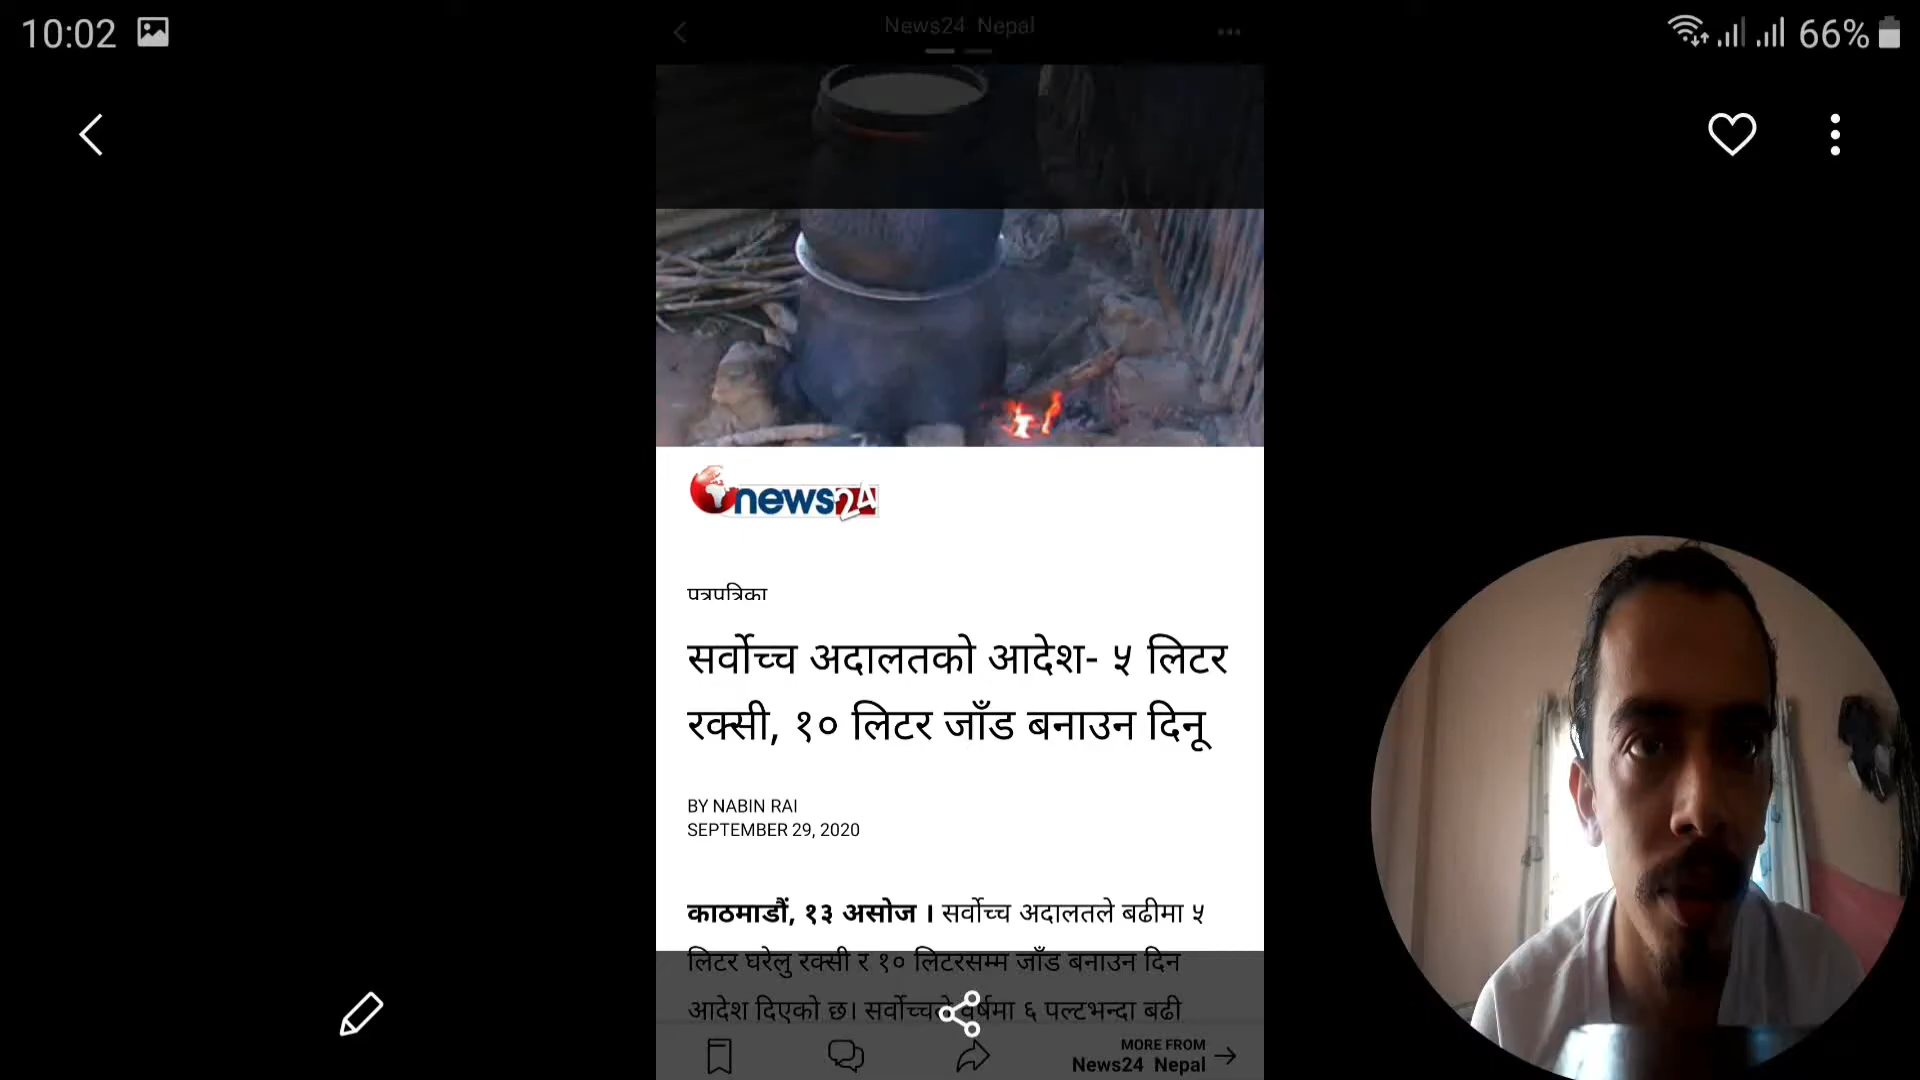 10:02
66%
News24 Nepal
news24
पत्रपत्रिका
सर्वोच्च अदालतको आदेश- ५ लिटर
रक्सी, १० लिटर जाँड बनाउन दिनू
BY NABIN RAI
SEPTEMBER 29, 2020
काठमाडौं, १३ असोज । सर्वोच्च अदालतले बढीमा ५
लिटर घरेलु रक्सी र १० लिटरसम्म जाँड बनाउन दिन
आदेश दिएको छ। सर्वोच्चले वर्षमा ६ पल्टभन्दा बढी
MORE FROM
News24 Nepal